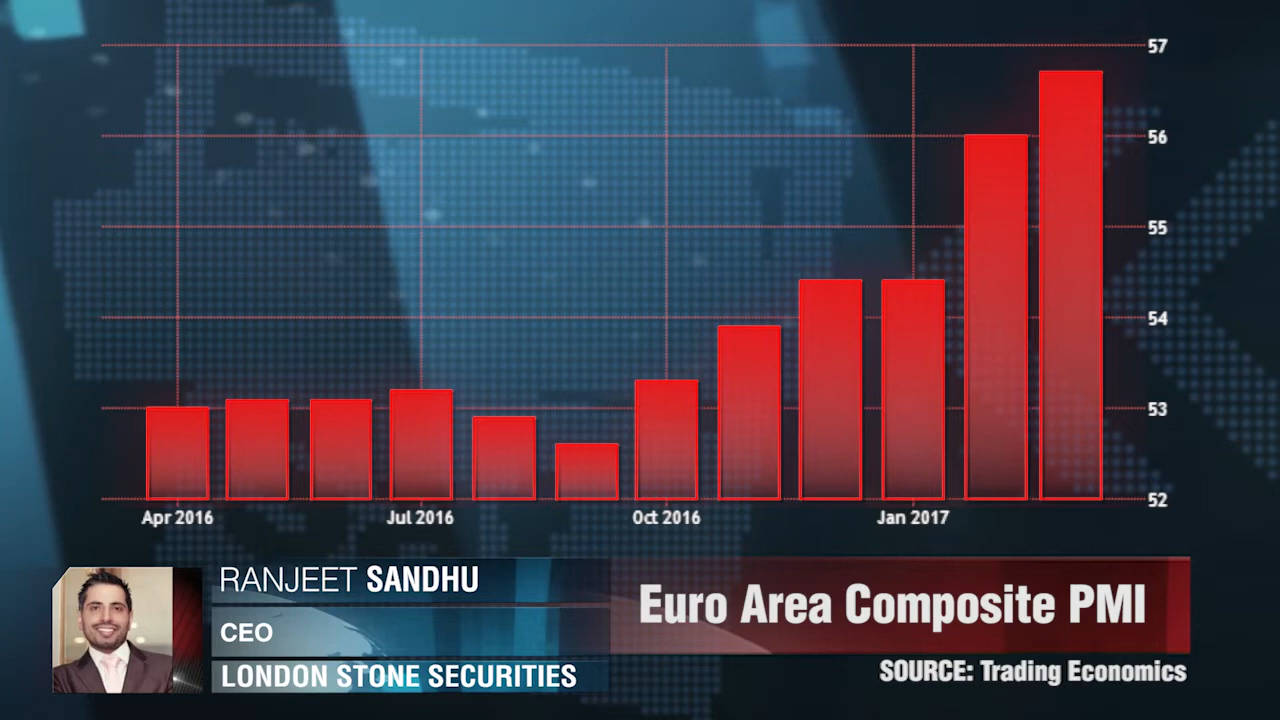 57
56
55
54
53
52
Apr 2016 Jul 2016 Oct 2016 Jan 2017
RANJEET SANDHU
CEO
LONDON STONE SECURITIES
Euro Area Composite PMI
SOURCE: Trading Economics